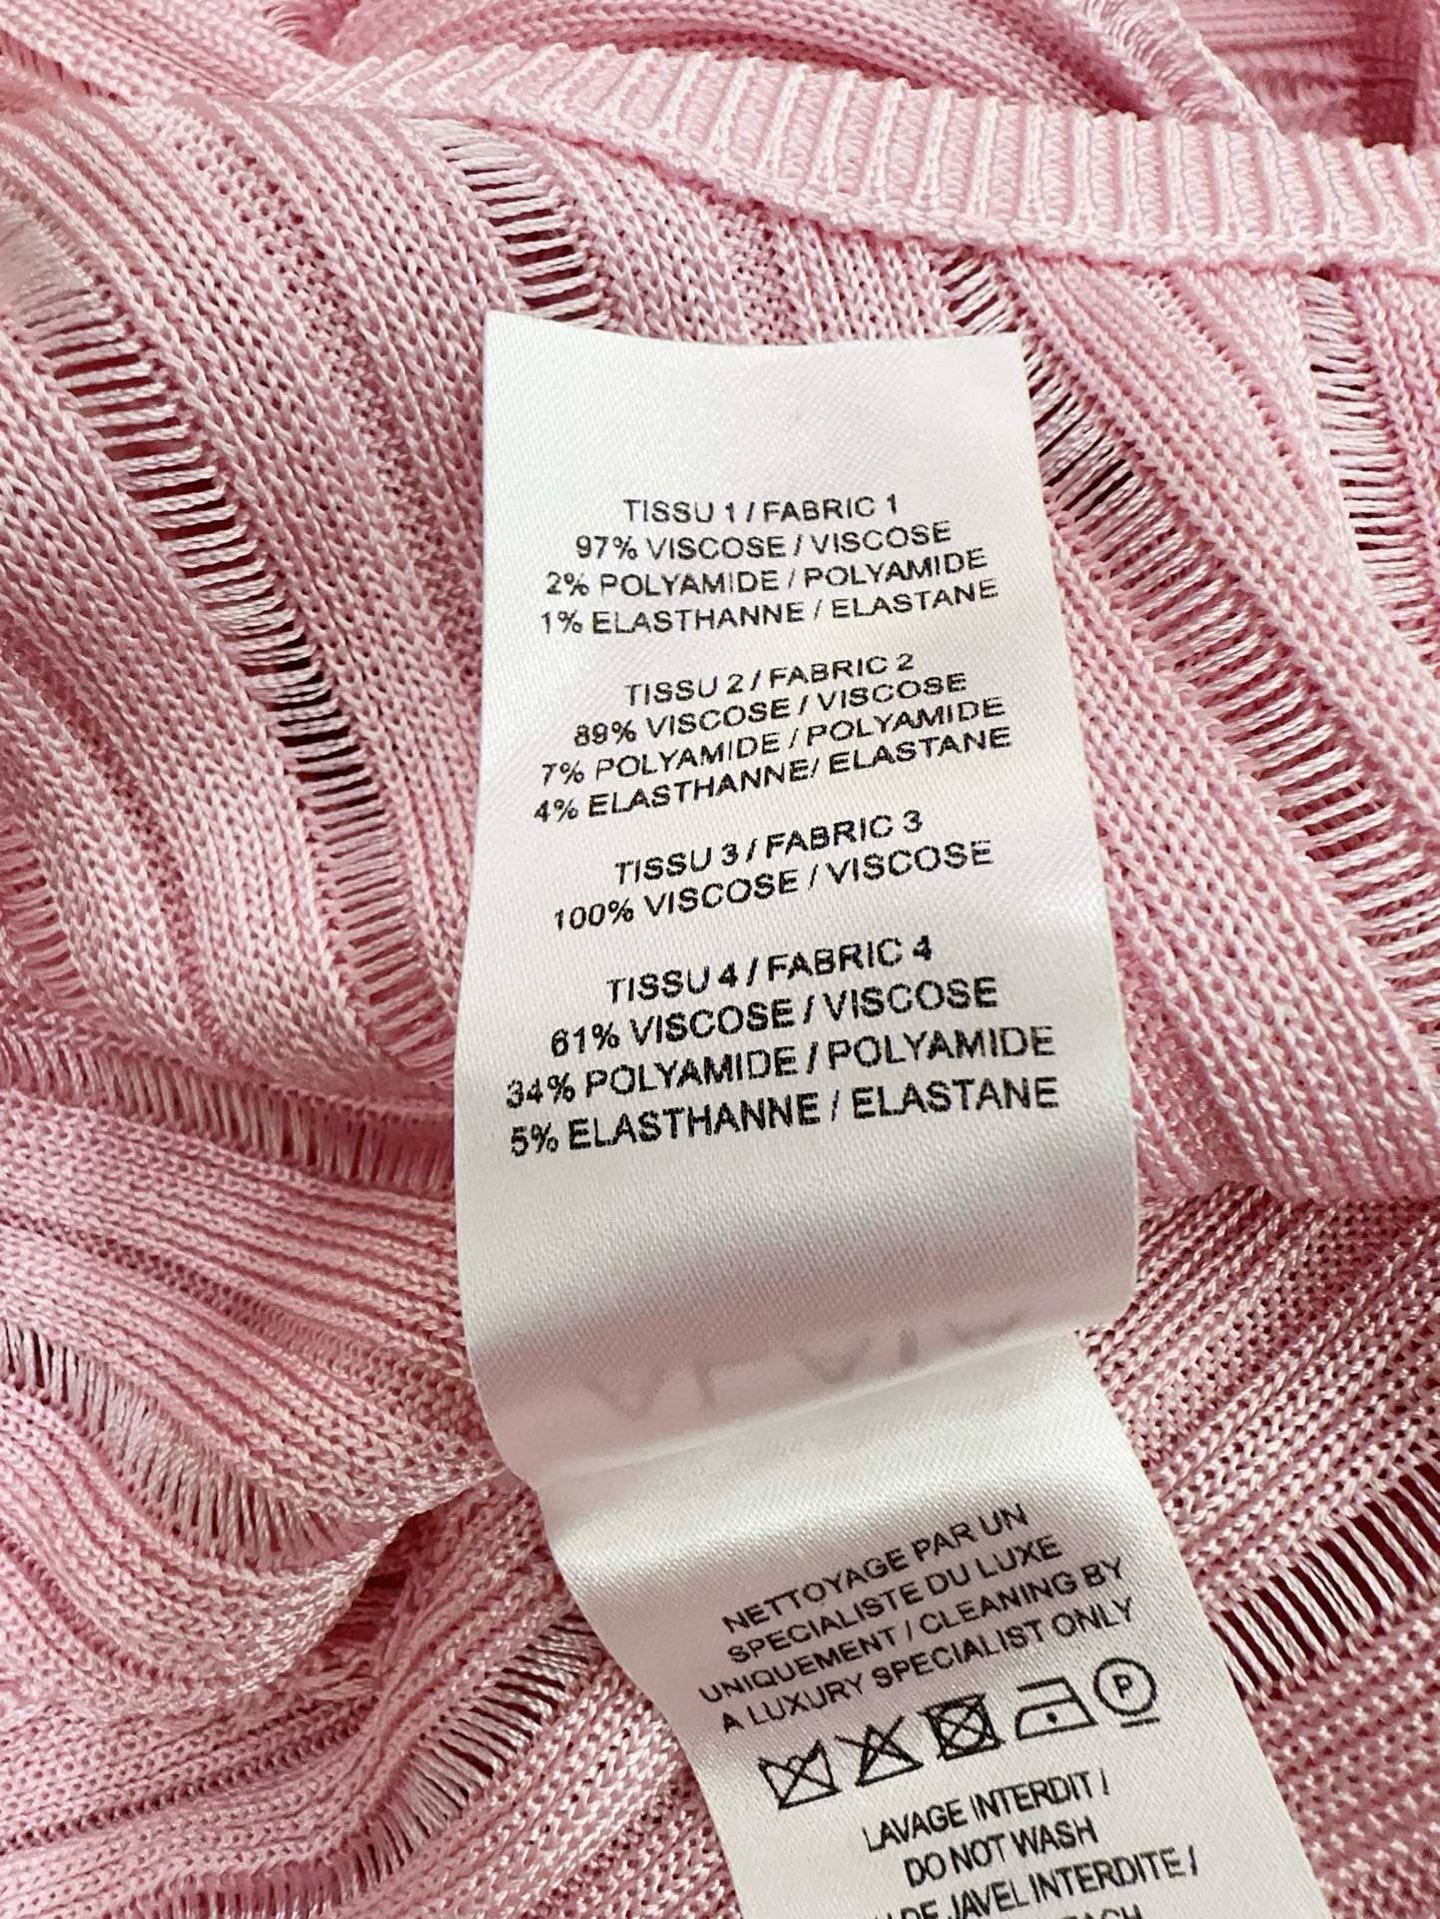 TISSU 1 / FABRIC 1
97% VISCOSE / VISCOSE
2% POLYAMIDE / POLYAMIDE
1% ELASTHANNE / ELASTANE
TISSU 2 / FABRIC 2
89% VISCOSE / VISCOSE
7% POLYAMIDE / POLYAMIDE
4% ELASTHANNE/ ELASTANE
TISSU 3 / FABRIC 3
100% VISCOSE / VISCOSE
TISSU 4 / FABRIC 4
61% VISCOSE / VISCOSE
34% POLYAMIDE / POLYAMIDE
5% ELASTHANNE / ELASTANE
NETTOYAGE PAR UN
SPECIALISTE DU LUXE
UNIQUEMENT / CLEANING BY
A LUXURY SPECIALIST ONLY
P
LAVAGE INTERDIT /
DO NOT WASH
DE JAVEL INTERDITE /